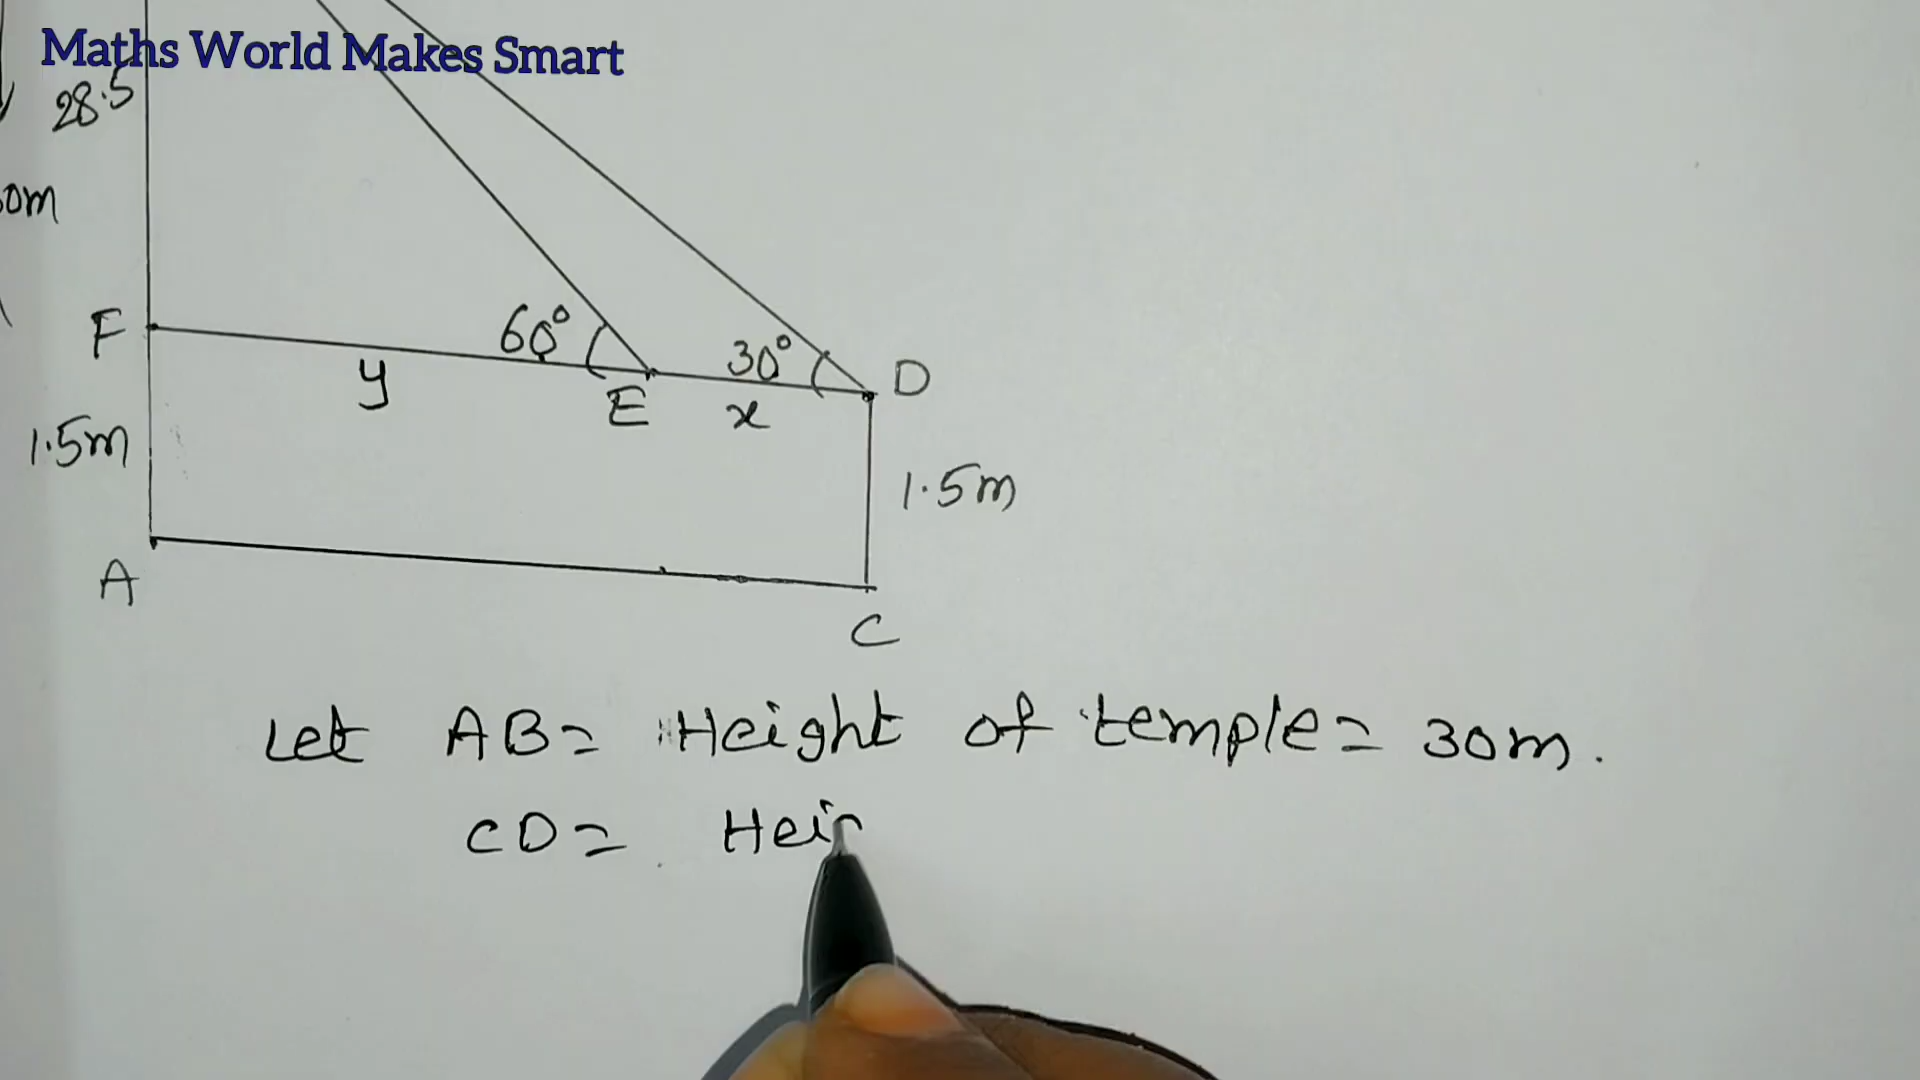 Maths World Makes Smart
28.5
0m
F
60°
30°
D
y
E
x
1.5m
1.5m
A
C
Let AB = Height of temple = 30m.
CD = Hei